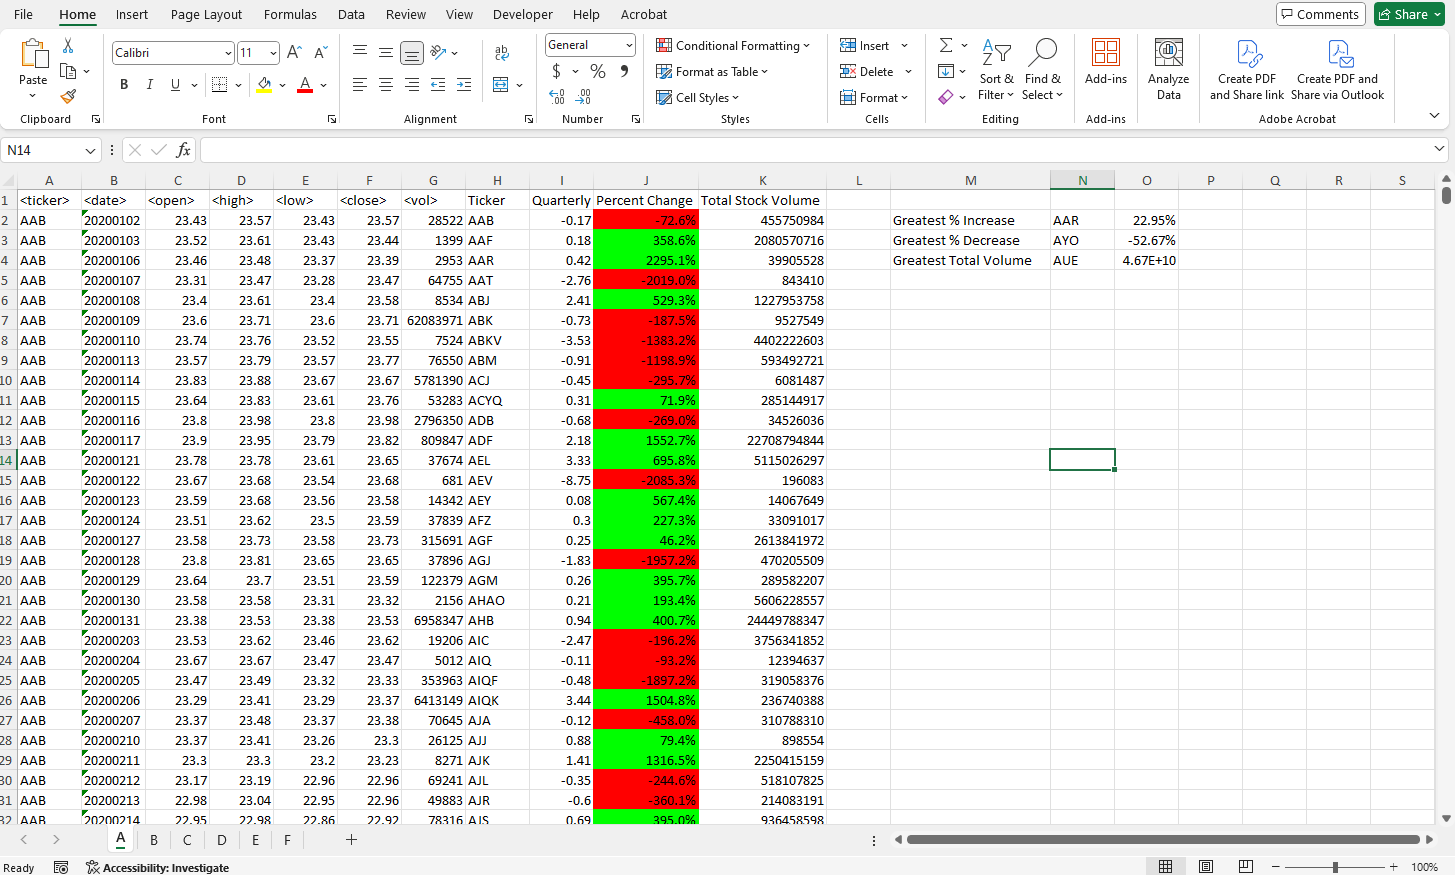 File Home Insert Page Layout Formulas Data Review View Developer Help Acrobat Comments Share
Calibri 11 A A ab General Conditional Formatting Insert
Paste $ % Format as Table Delete Sort & Find & Add-ins Analyze Create PDF Create PDF and
B I U A Cell Styles Format Filter Select Data and Share link Share via Outlook
Clipboard Font Alignment Number Styles Cells Editing Add-ins Adobe Acrobat
N14 fx
A B C D E F G H I J K L M N O P Q R S
1 <ticker> <date> <open> <high> <low> <close> <vol> Ticker Quarterly Percent Change Total Stock Volume
2 AAB 20200102 23.43 23.57 23.43 23.57 28522 AAB -0.17 -72.6% 455750984 Greatest % Increase AAR 22.95%
3 AAB 20200103 23.52 23.61 23.43 23.44 1399 AAF 0.18 358.6% 2080570716 Greatest % Decrease AYO -52.67%
4 AAB 20200106 23.46 23.48 23.37 23.39 2953 AAR 0.42 2295.1% 39905528 Greatest Total Volume AUE 4.67E+10
5 AAB 20200107 23.31 23.47 23.28 23.47 64755 AAT -2.76 -2019.0% 843410
6 AAB 20200108 23.4 23.61 23.4 23.58 8534 ABJ 2.41 529.3% 1227953758
7 AAB 20200109 23.6 23.71 23.6 23.71 62083971 ABK -0.73 -187.5% 9527549
8 AAB 20200110 23.74 23.76 23.52 23.55 7524 ABKV -3.53 -1383.2% 4402222603
9 AAB 20200113 23.57 23.79 23.57 23.77 76550 ABM -0.91 -1198.9% 593492721
10 AAB 20200114 23.83 23.88 23.67 23.67 5781390 ACJ -0.45 -295.7% 6081487
11 AAB 20200115 23.64 23.83 23.61 23.76 53283 ACYQ 0.31 71.9% 285144917
12 AAB 20200116 23.8 23.98 23.8 23.98 2796350 ADB -0.68 -269.0% 34526036
13 AAB 20200117 23.9 23.95 23.79 23.82 809847 ADF 2.18 1552.7% 22708794844
14 AAB 20200121 23.78 23.78 23.61 23.65 37674 AEL 3.33 695.8% 5115026297
15 AAB 20200122 23.67 23.68 23.54 23.68 681 AEV -8.75 -2085.3% 196083
16 AAB 20200123 23.59 23.68 23.56 23.58 14342 AEY 0.08 567.4% 14067649
17 AAB 20200124 23.51 23.62 23.5 23.59 37839 AFZ 0.3 227.3% 33091017
18 AAB 20200127 23.58 23.73 23.58 23.73 315691 AGF 0.25 46.2% 2613841972
19 AAB 20200128 23.8 23.81 23.65 23.65 37896 AGJ -1.83 -1957.2% 470205509
20 AAB 20200129 23.64 23.7 23.51 23.59 122379 AGM 0.26 395.7% 289582207
21 AAB 20200130 23.58 23.58 23.31 23.32 2156 AHAO 0.21 193.4% 5606228557
22 AAB 20200131 23.38 23.53 23.38 23.53 6958347 AHB 0.94 400.7% 24449788347
23 AAB 20200203 23.53 23.62 23.46 23.62 19206 AIC -2.47 -196.2% 3756341852
24 AAB 20200204 23.67 23.67 23.47 23.47 5012 AIQ -0.11 -93.2% 12394637
25 AAB 20200205 23.47 23.49 23.32 23.33 353963 AIQF -0.48 -1897.2% 319058376
26 AAB 20200206 23.29 23.41 23.29 23.37 6413149 AIQK 3.44 1504.8% 236740388
27 AAB 20200207 23.37 23.48 23.37 23.38 70645 AJA -0.12 -458.0% 310788310
28 AAB 20200210 23.37 23.41 23.26 23.3 26125 AJJ 0.88 79.4% 898554
29 AAB 20200211 23.3 23.3 23.2 23.23 8271 AJK 1.41 1316.5% 2250415159
30 AAB 20200212 23.17 23.19 22.96 22.96 69241 AJL -0.35 -244.6% 518107825
31 AAB 20200213 22.98 23.04 22.95 22.96 49883 AJR -0.6 -360.1% 214083191
32 AAB 20200214 22.95 22.98 22.86 22.92 78316 AJS 0.69 395.0% 936458598
A B C D E F
Ready Accessibility: Investigate 100%